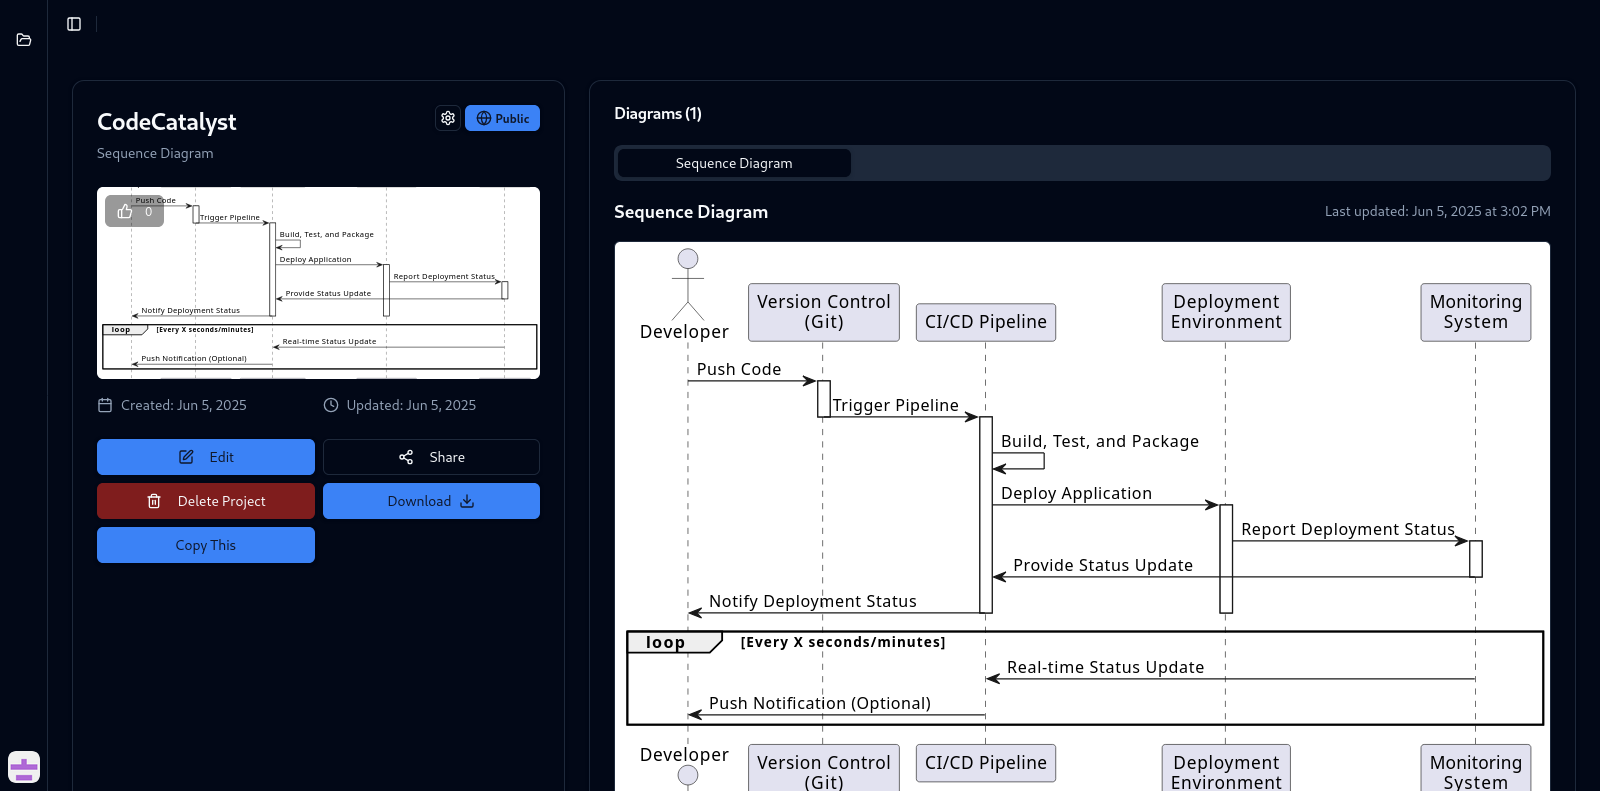 CodeCatalyst
Public
Sequence Diagram
0
Push Code
Trigger Pipeline
Build, Test, and Package
Deploy Application
Report Deployment Status
Provide Status Update
Notify Deployment Status
loop [Every X seconds/minutes]
Real-time Status Update
Push Notification (Optional)
Created: Jun 5, 2025
Updated: Jun 5, 2025
Edit
Share
Delete Project
Download
Copy This
Diagrams (1)
Sequence Diagram
Sequence Diagram
Last updated: Jun 5, 2025 at 3:02 PM
Developer
Version Control
(Git)
CI/CD Pipeline
Deployment
Environment
Monitoring
System
Push Code
Trigger Pipeline
Build, Test, and Package
Deploy Application
Report Deployment Status
Provide Status Update
Notify Deployment Status
loop [Every X seconds/minutes]
Real-time Status Update
Push Notification (Optional)
Developer
Version Control
(Git)
CI/CD Pipeline
Deployment
Environment
Monitoring
System